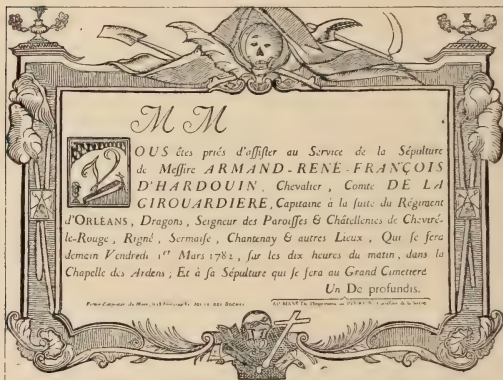 M M
VOUS êtes priés d'assister au Service de la Sépulture
de Messire ARMAND-RENÉ-FRANÇOIS
D'HARDOUIN, Chevalier, Comte DE LA
GIROUARDIERE, Capitaine à la suite du Régiment
d'ORLÉANS, Dragons, Seigneur des Paroisses & Châtellenies de Cheviré-
le-Rouge, Rigné, Sermaise, Chantenay & autres Lieux, Qui se fera
demain Vendredi 1er Mars 1782, sur les dix heures du matin, dans la
Chapelle des Ardens; Et à sa Sépulture qui se fera au Grand Cimetiere
Un De profundis.